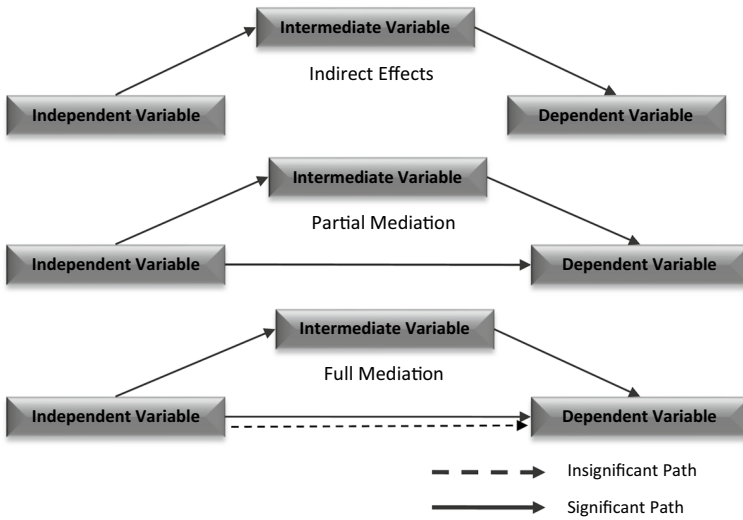 Intermediate Variable
Indirect Effects
Independent Variable
Dependent Variable
Intermediate Variable
Partial Mediation
Independent Variable
Dependent Variable
Intermediate Variable
Full Mediation
Independent Variable
Dependent Variable
Insignificant Path
Significant Path